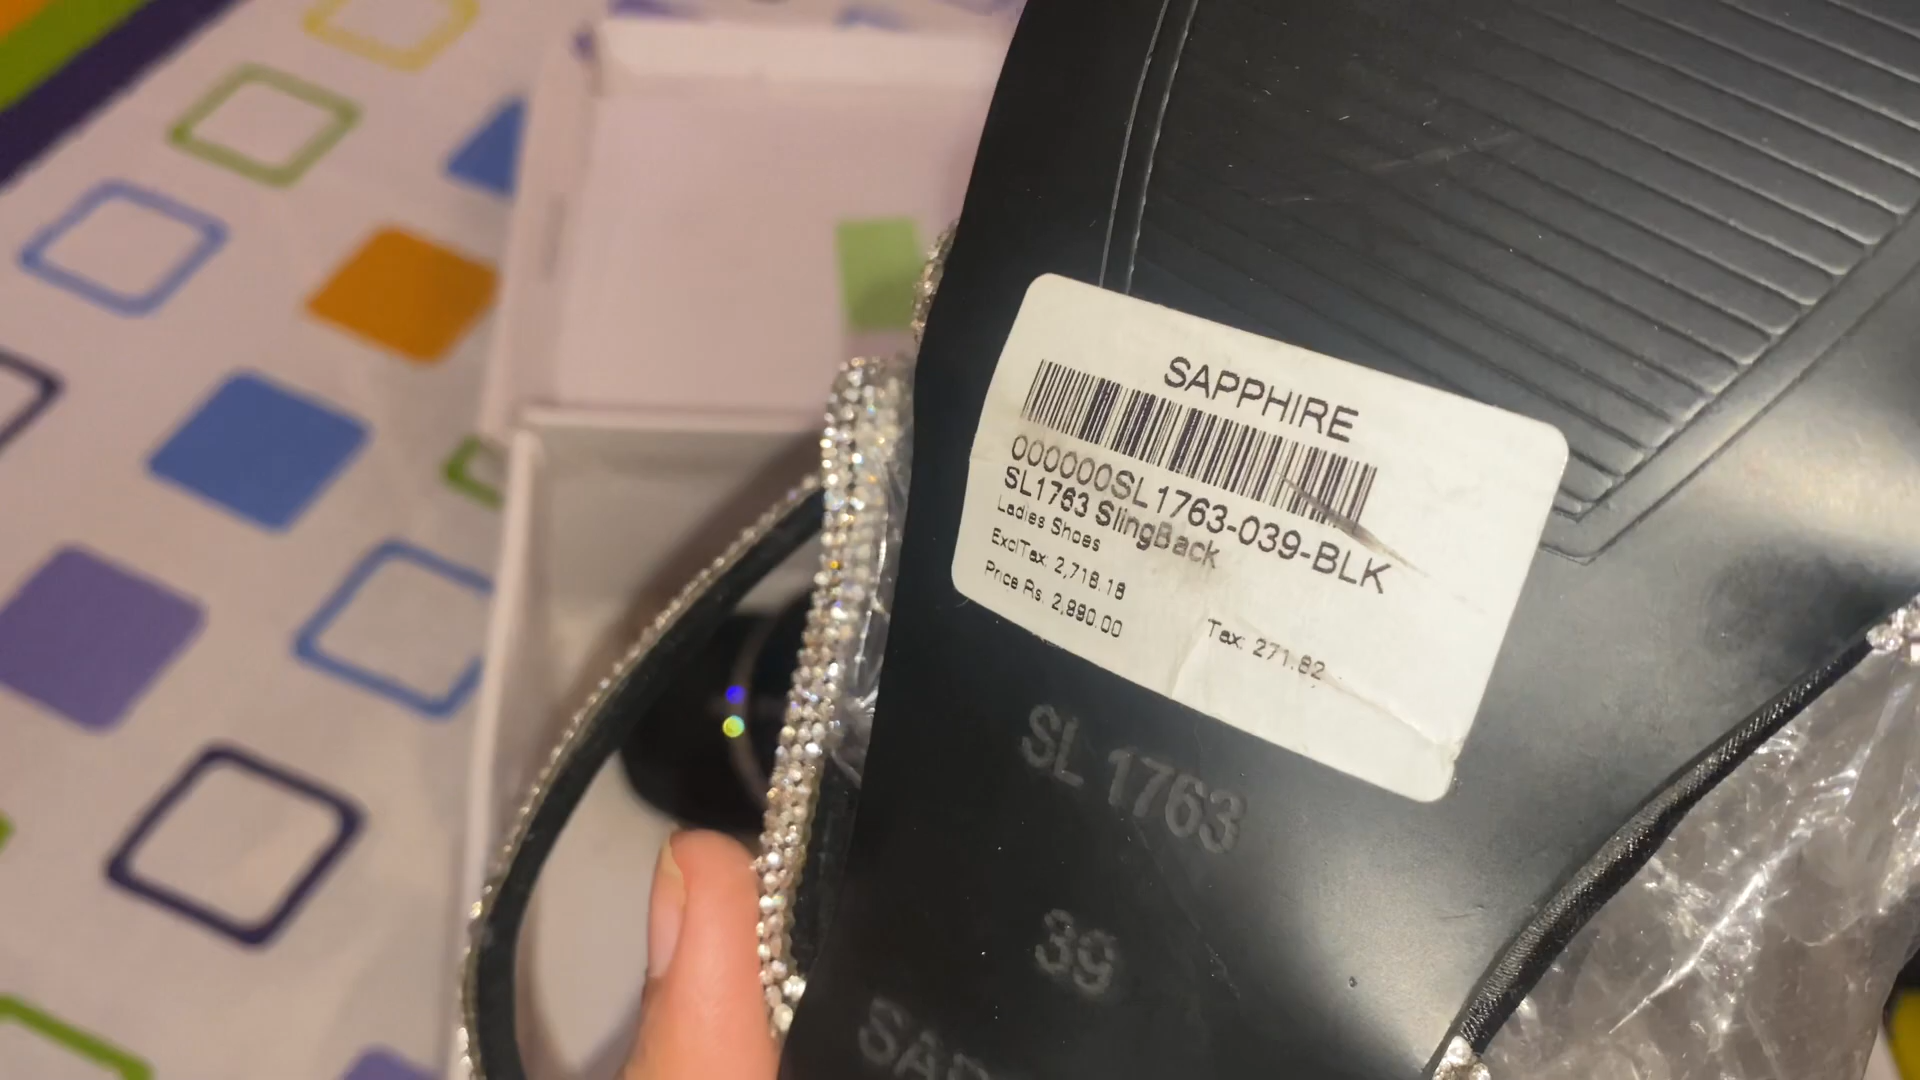 SAPPHIRE
000000SL1763-039-BLK
SL1763 SlingBack
Ladies Shoes
ExclTax: 2,718.18
Price Rs. 2,990.00
Tax: 271.82
SL 1763
39